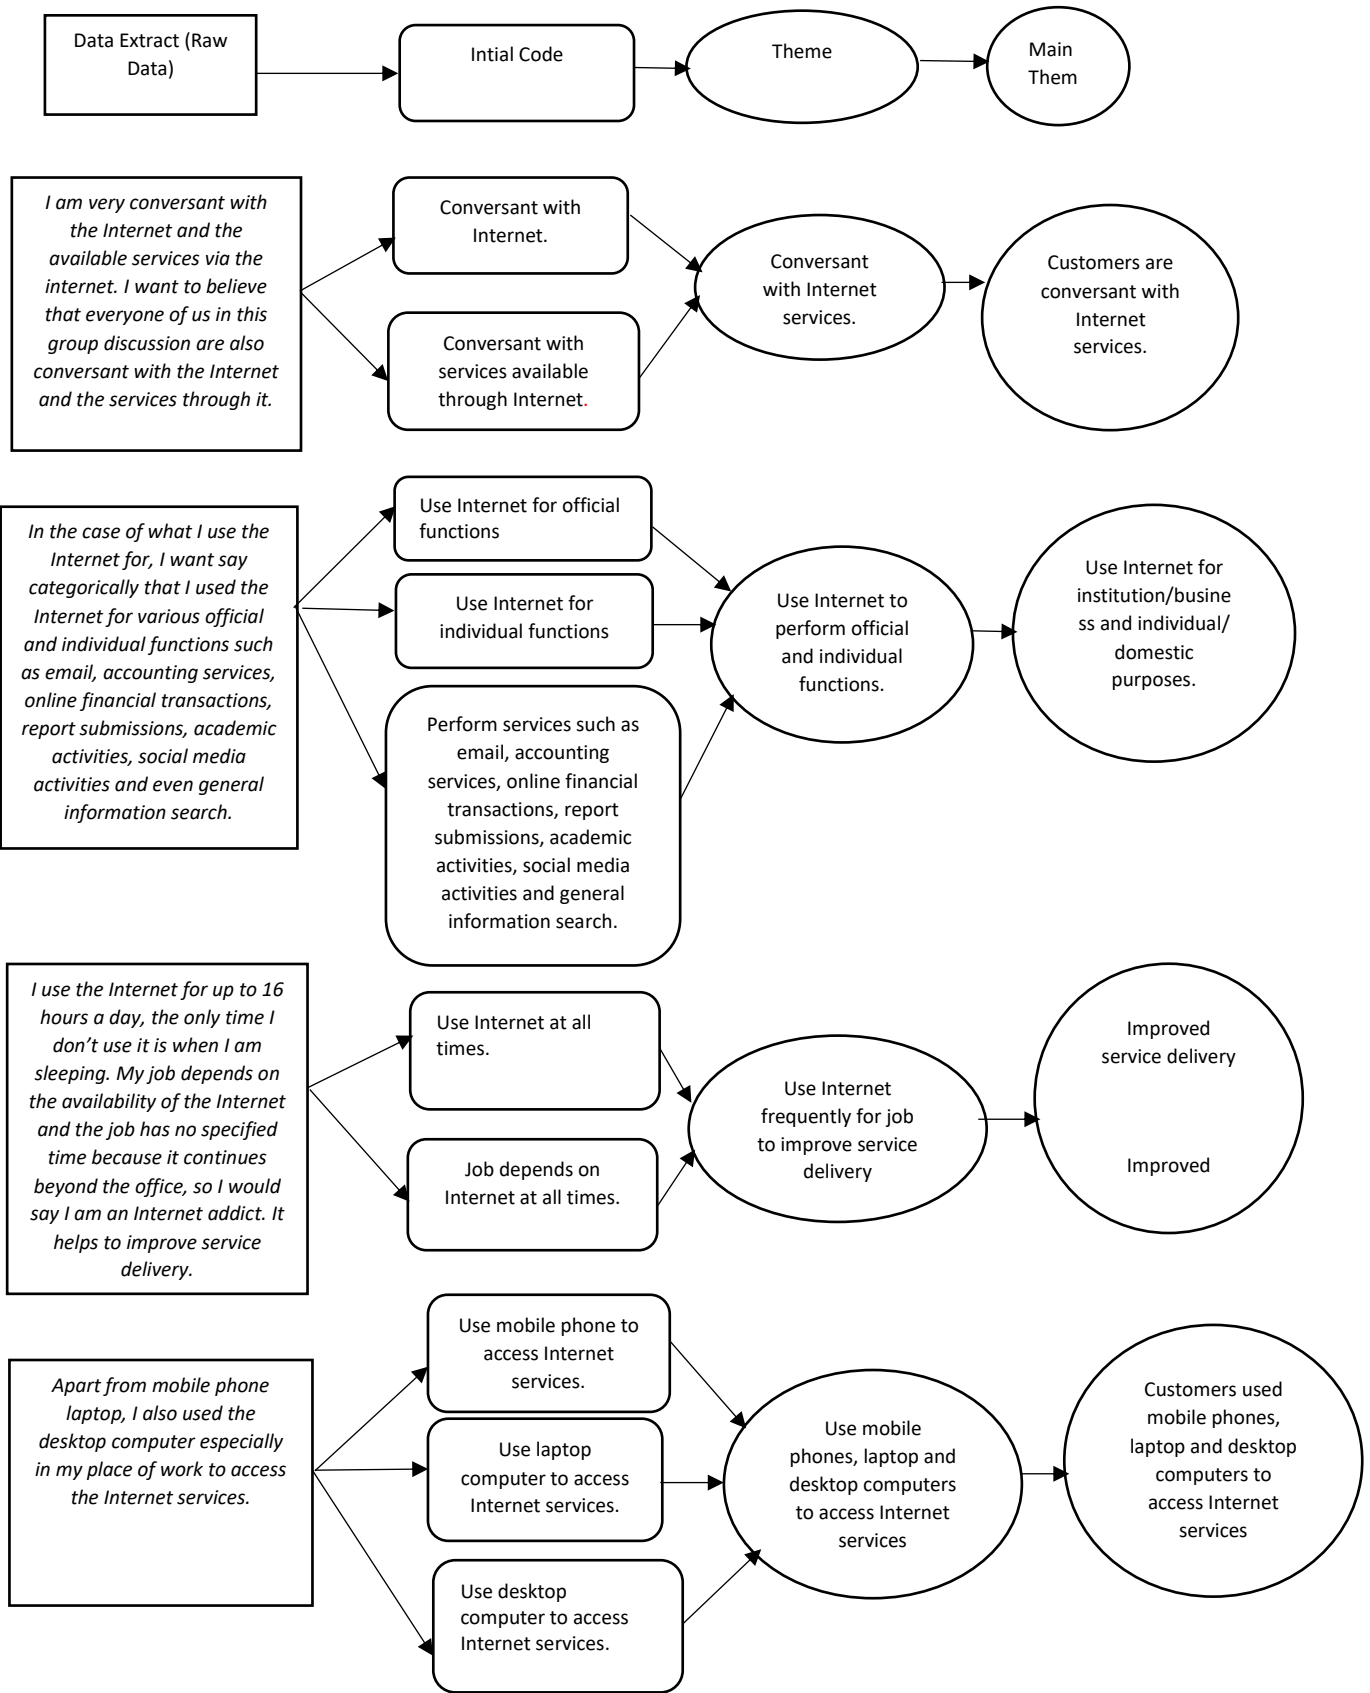 Data Extract (Raw
Data)
Intial Code
Theme
Main
Them
I am very conversant with
the Internet and the
available services via the
internet. I want to believe
that everyone of us in this
group discussion are also
conversant with the Internet
and the services through it.
Conversant with
Internet.
Conversant with
services available
through Internet.
Conversant
with Internet
services.
Customers are
conversant with
Internet
services.
In the case of what I use the
Internet for, I want say
categorically that I used the
Internet for various official
and individual functions such
as email, accounting services,
online financial transactions,
report submissions, academic
activities, social media
activities and even general
information search.
Use Internet for official
functions
Use Internet for
individual functions
Perform services such as
email, accounting
services, online financial
transactions, report
submissions, academic
activities, social media
activities and general
information search.
Use Internet to
perform official
and individual
functions.
Use Internet for
institution/busine
ss and individual/
domestic
purposes.
I use the Internet for up to 16
hours a day, the only time I
don’t use it is when I am
sleeping. My job depends on
the availability of the Internet
and the job has no specified
time because it continues
beyond the office, so I would
say I am an Internet addict. It
helps to improve service
delivery.
Use Internet at all
times.
Job depends on
Internet at all times.
Use Internet
frequently for job
to improve service
delivery
Improved
service delivery
Improved
Apart from mobile phone
laptop, I also used the
desktop computer especially
in my place of work to access
the Internet services.
Use mobile phone to
access Internet
services.
Use laptop
computer to access
Internet services.
Use desktop
computer to access
Internet services.
Use mobile
phones, laptop and
desktop computers
to access Internet
services
Customers used
mobile phones,
laptop and desktop
computers to
access Internet
services